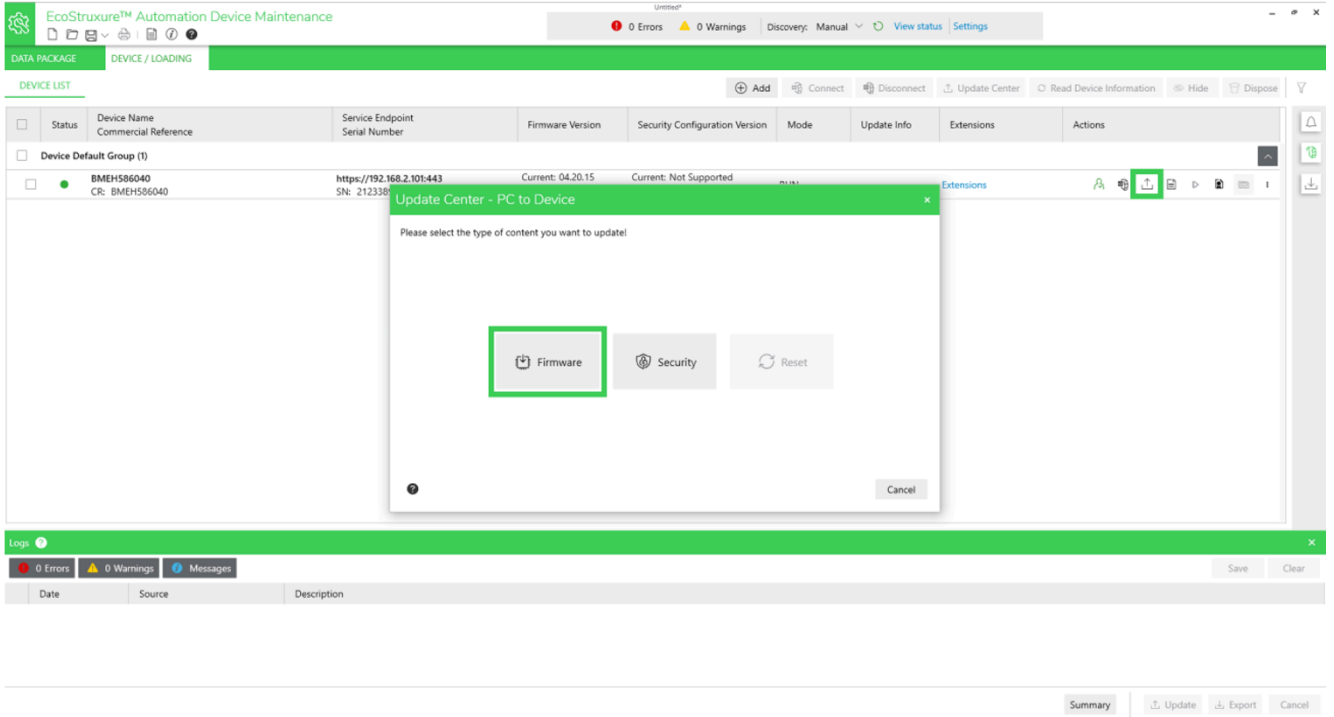 Untitled*
EcoStruxure™ Automation Device Maintenance
0 Errors 0 Warnings Discovery: Manual View status Settings
DATA PACKAGE DEVICE / LOADING
DEVICE LIST
Add Connect Disconnect Update Center Read Device Information Hide Dispose
Status Device Name Service Endpoint Firmware Version Security Configuration Version Mode Update Info Extensions Actions
Commercial Reference Serial Number
Device Default Group (1)
BMEH586040 https://192.168.2.101:443 Current: 04.20.15 Current: Not Supported
CR: BMEH586040 SN: 212338 Extensions
Update Center - PC to Device
Please select the type of content you want to update!
Firmware Security Reset
Cancel
Logs
0 Errors 0 Warnings Messages Save Clear
Date Source Description
Summary Update Export Cancel